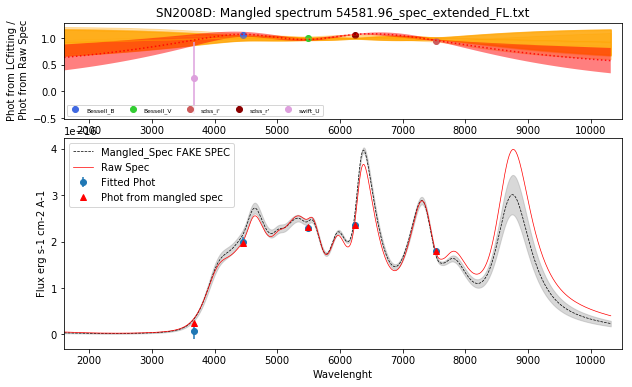 SN2008D: Mangled spectrum 54581.96_spec_extended_FL.txt
Phot from LCfitting /
Phot from Raw Spec
1.0
0.5
0.0
−0.5
Bessell_B Bessell_V sdss_i' sdss_r' swift_U
2000 3000 4000 5000 6000 7000 8000 9000 10000
1e−16
Flux erg s-1 cm-2 A-1
4
3
2
1
0
Mangled_Spec FAKE SPEC
Raw Spec
Fitted Phot
Phot from mangled spec
2000 3000 4000 5000 6000 7000 8000 9000 10000
Wavelenght